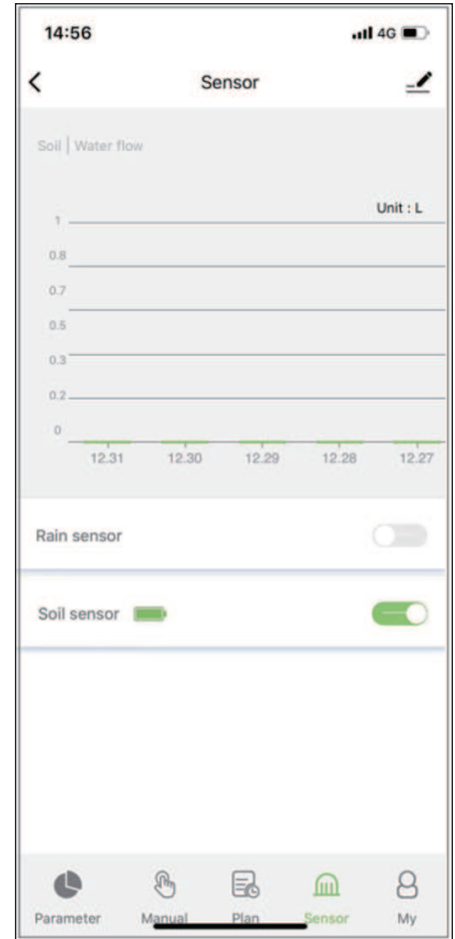 14:56 4G
Sensor
Soil | Water flow
Unit : L
1
0.8
0.7
0.5
0.3
0.2
0
12.31 12.30 12.29 12.28 12.27
Rain sensor
Soil sensor
Parameter Manual Plan Sensor My